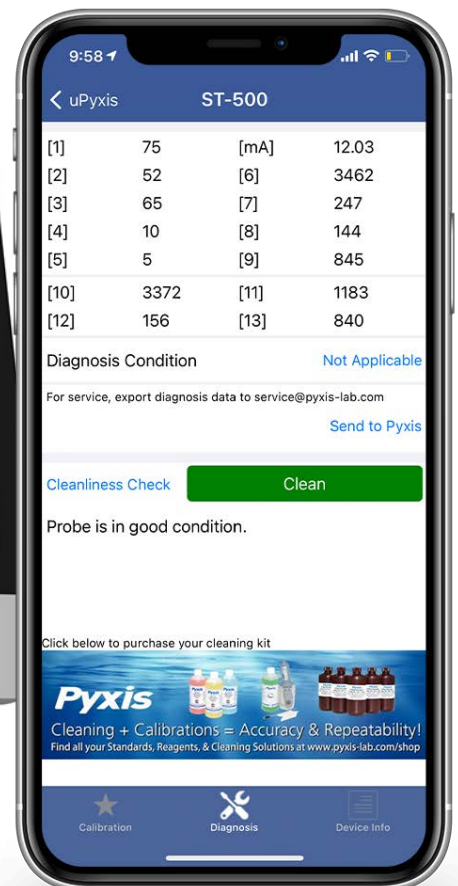 9:58
uPyxis ST-500
[1] 75 [mA] 12.03
[2] 52 [6] 3462
[3] 65 [7] 247
[4] 10 [8] 144
[5] 5 [9] 845
[10] 3372 [11] 1183
[12] 156 [13] 840
Diagnosis Condition Not Applicable
For service, export diagnosis data to service@pyxis-lab.com
Send to Pyxis
Cleanliness Check Clean
Probe is in good condition.
Click below to purchase your cleaning kit
Pyxis
Cleaning + Calibrations = Accuracy & Repeatability!
Find all your Standards, Reagents, & Cleaning Solutions at www.pyxis-lab.com/shop
Calibration Diagnosis Device Info